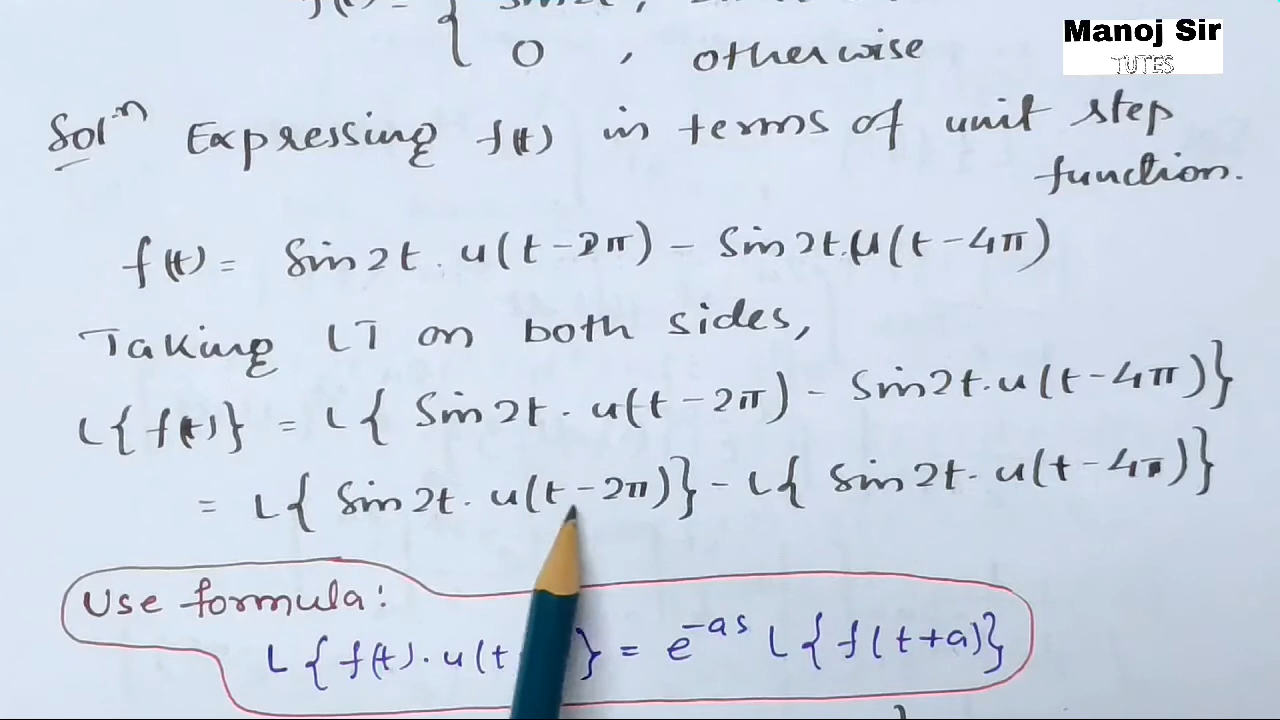 Manoj Sir
TUTES
0 , otherwise
Solⁿ Expressing f(t) in terms of unit step
function.
f(t) = Sin2t . u(t-2π) - Sin2t.u(t-4π)
Taking LT on both sides,
L{f(t)} = L{ Sin2t . u(t-2π) - Sin2t.u(t-4π)}
= L{ Sin2t. u(t-2π)} - L{ Sin2t. u(t-4π)}
Use formula:
L{f(t).u(t } = e^-as L{f(t+a)}